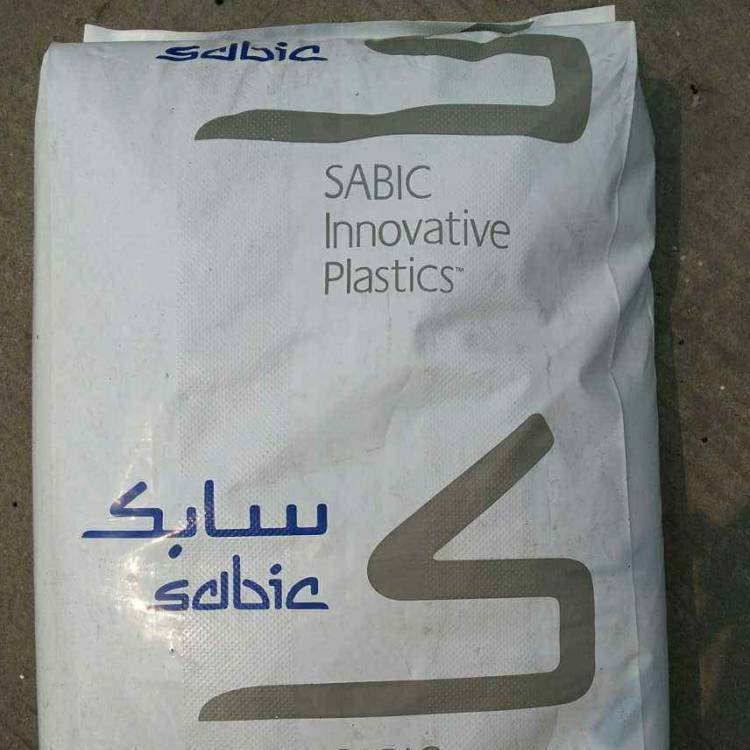 sabic
SABIC
Innovative
Plastics™
سابك
sabic